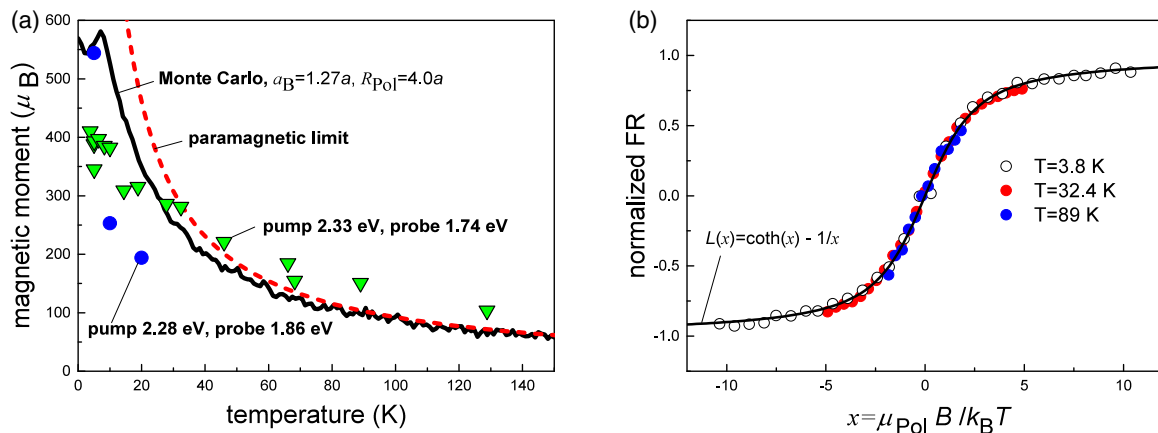 (a)
600
500
400
300
200
100
0
magnetic moment (μB)
Monte Carlo, aB=1.27a, RPol=4.0a
paramagnetic limit
pump 2.33 eV, probe 1.74 eV
pump 2.28 eV, probe 1.86 eV
0 20 40 60 80 100 120 140
temperature (K)
(b)
1.0
0.5
0.0
-0.5
-1.0
normalized FR
T=3.8 K
T=32.4 K
T=89 K
L(x)=coth(x) - 1/x
-10 -5 0 5 10
x=μPol B /kBT